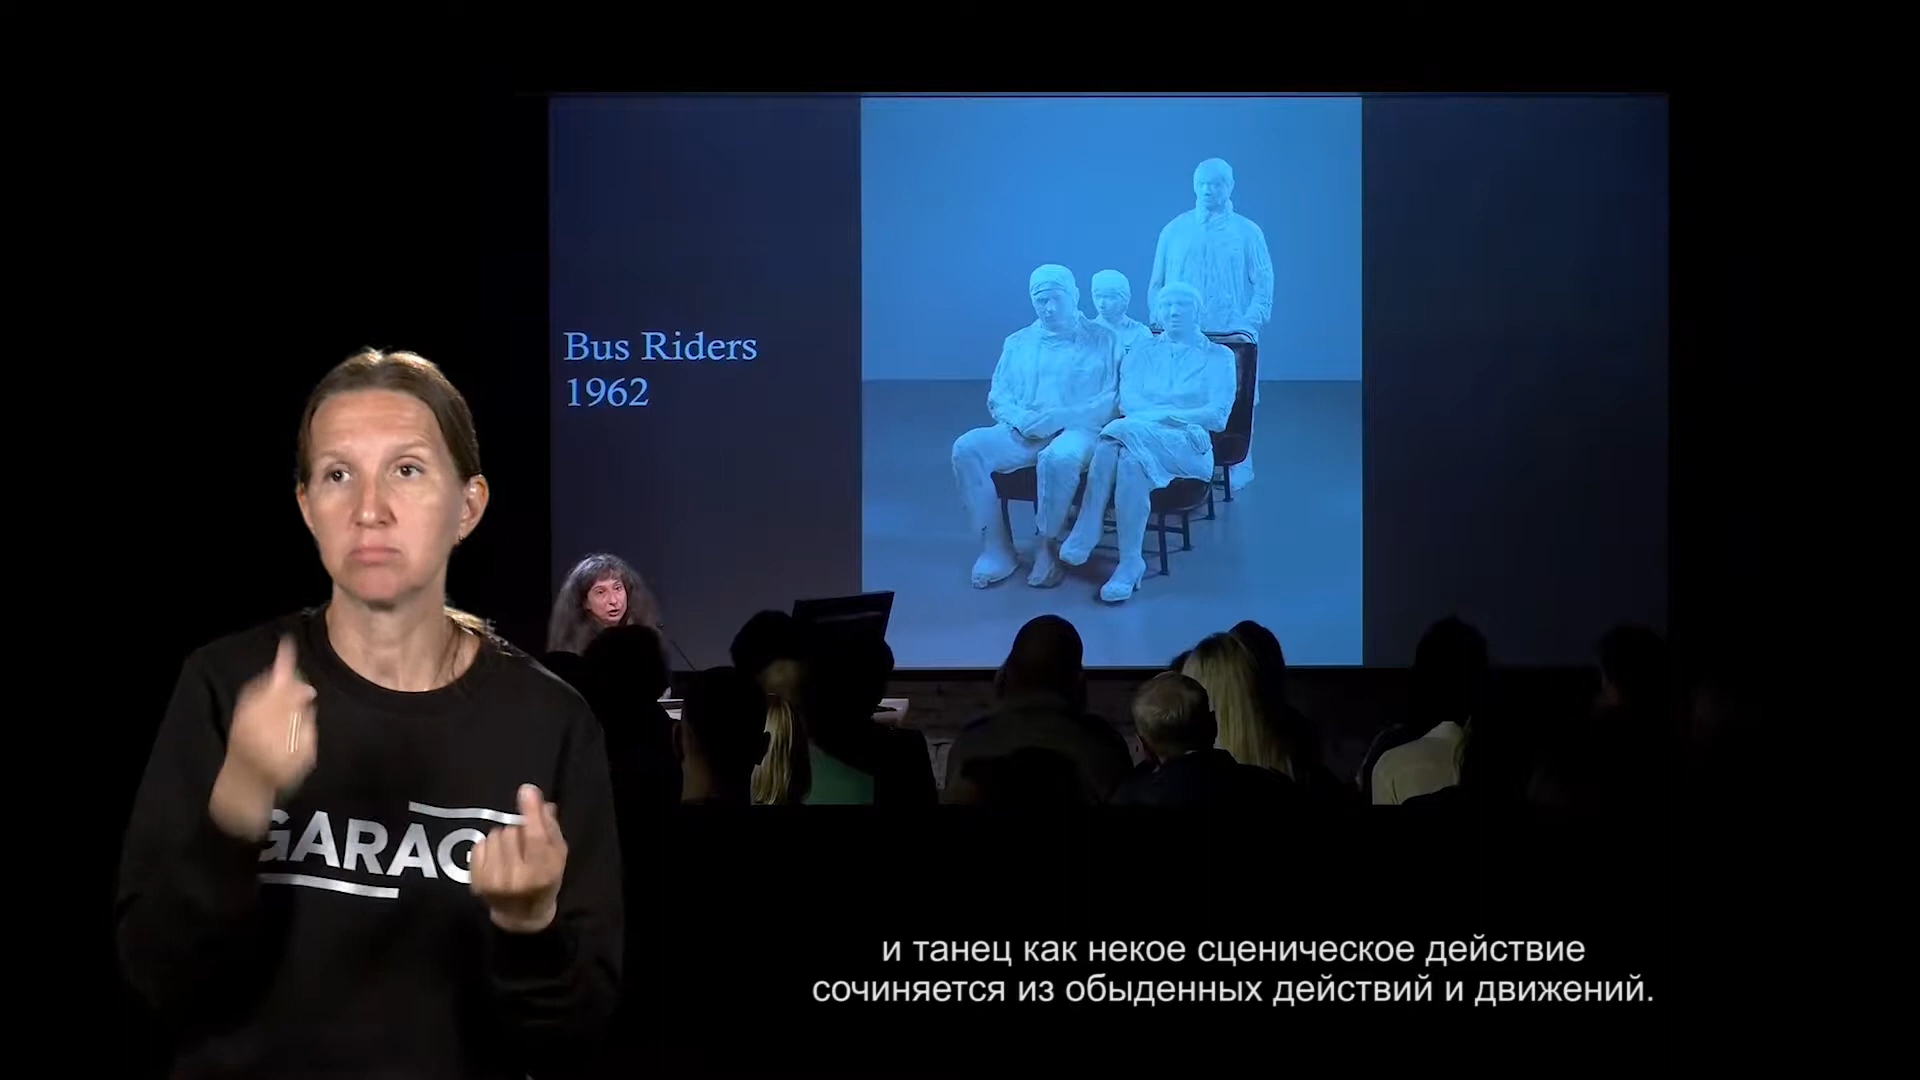 Bus Riders
1962
GARAG
и танец как некое сценическое действие
сочиняется из обыденных действий и движений.